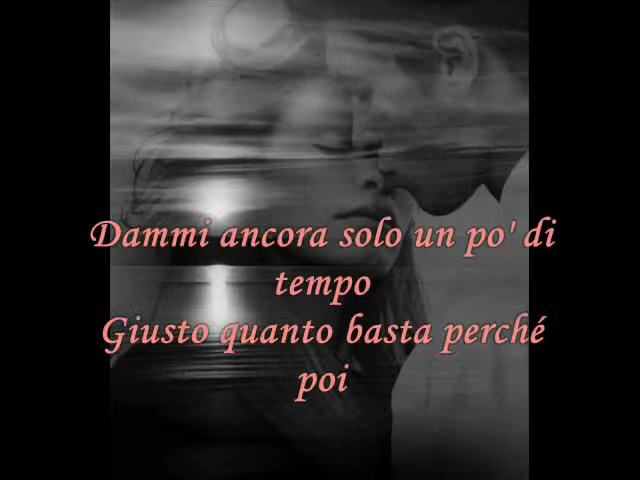 Dammi ancora solo un po' di
tempo
Giusto quanto basta perché
poi